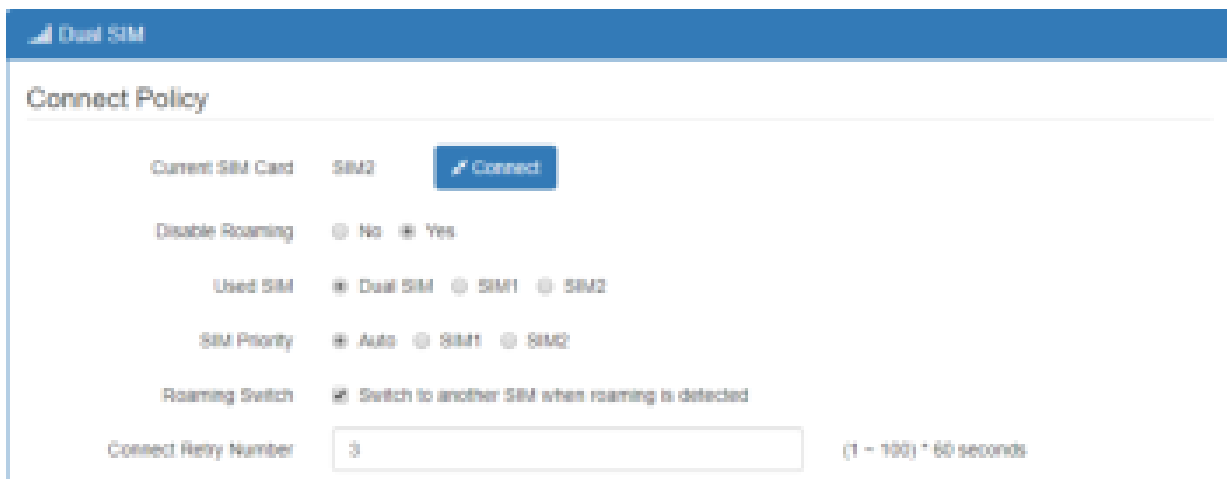 Dual SIM
Connect Policy
Current SIM Card SIM2 Connect
Disable Roaming No Yes
Used SIM Dual SIM SIM1 SIM2
SIM Priority Auto SIM1 SIM2
Roaming Switch Switch to another SIM when roaming is detected
Connect Retry Number 3 (1 ~ 100) * 60 seconds